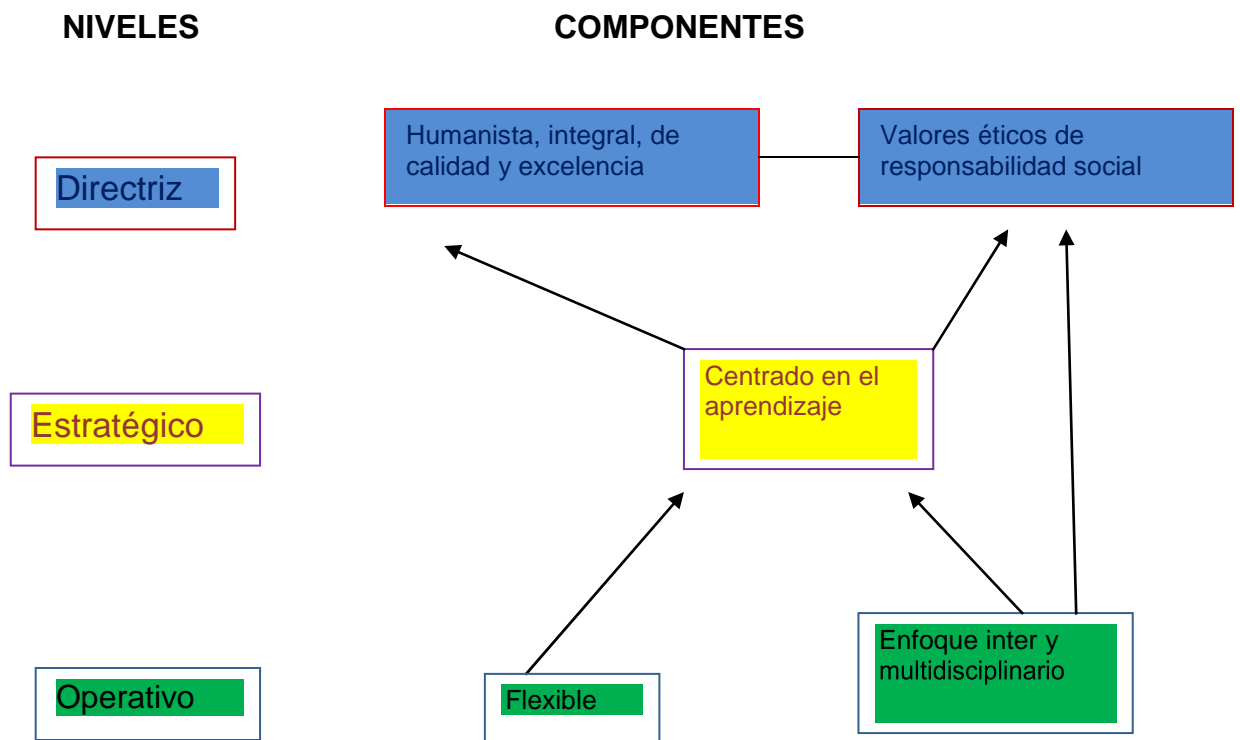 NIVELES
COMPONENTES
Directriz
Humanista, integral, de
calidad y excelencia
Valores éticos de
responsabilidad social
Estratégico
Centrado en el
aprendizaje
Operativo
Flexible
Enfoque inter y
multidisciplinario